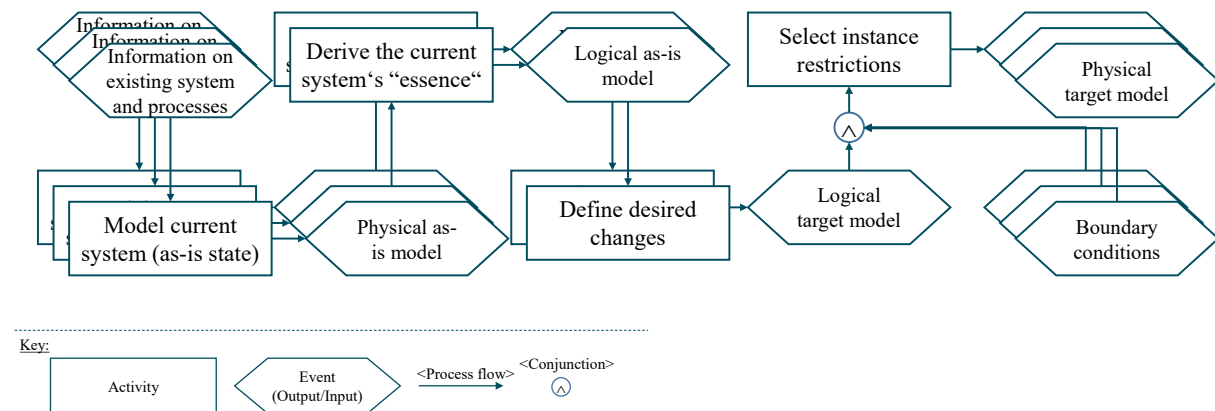 Information on
Information on
Information on
existing system
and processes
Derive the current
system‘s “essence“
Logical as-is
model
Select instance
restrictions
Physical
target model
Model current
system (as-is state)
Physical as-
is model
Define desired
changes
Logical
target model
Boundary
conditions
Key:
Activity
Event
(Output/Input)
<Process flow>
<Conjunction>